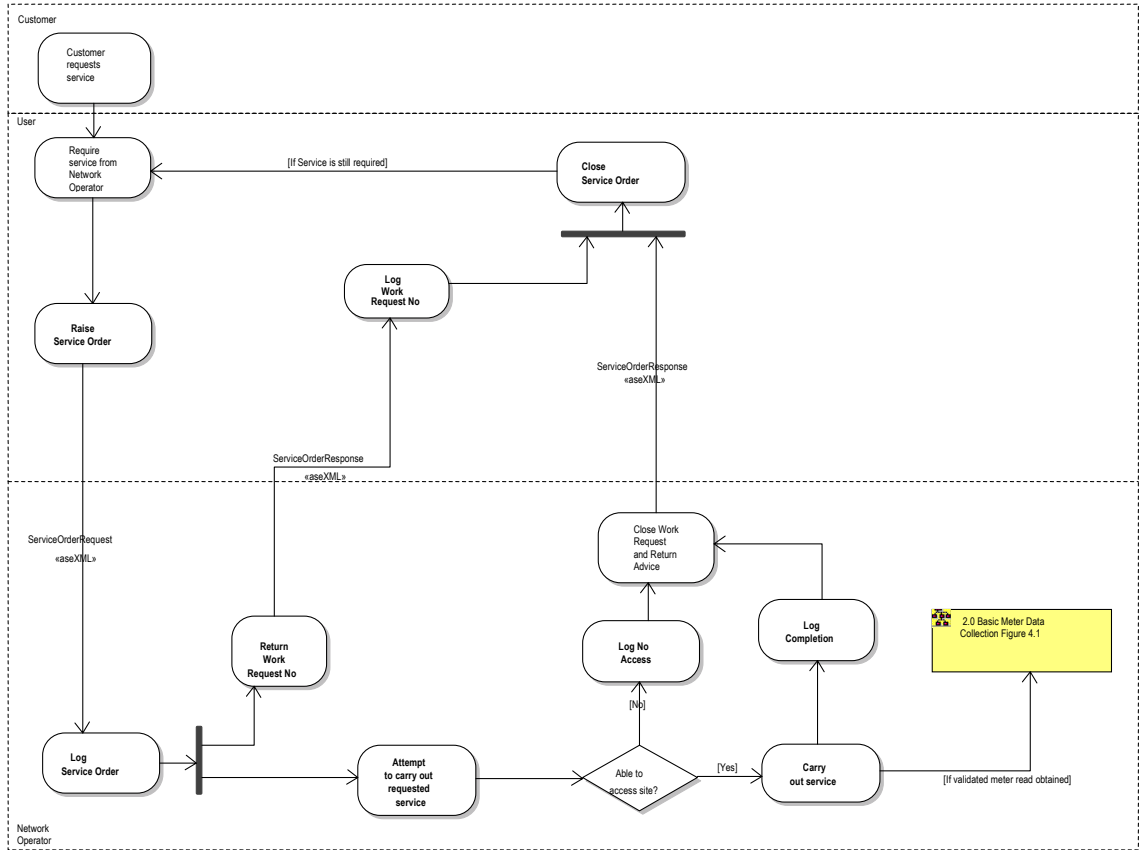 Customer
Customer
requests
service
User
Require
service from
Network
Operator
[If Service is still required]
Close
Service Order
Log
Work
Request No
Raise
Service Order
ServiceOrderResponse
«aseXML»
ServiceOrderResponse
«aseXML»
ServiceOrderRequest
«aseXML»
Close Work
Request
and Return
Advice
Return
Work
Request No
Log No
Access
Log
Completion
2.0 Basic Meter Data
Collection Figure 4.1
[No]
Log
Service Order
Attempt
to carry out
requested
service
Able to
access site?
[Yes]
Carry
out service
[If validated meter read obtained]
Network
Operator